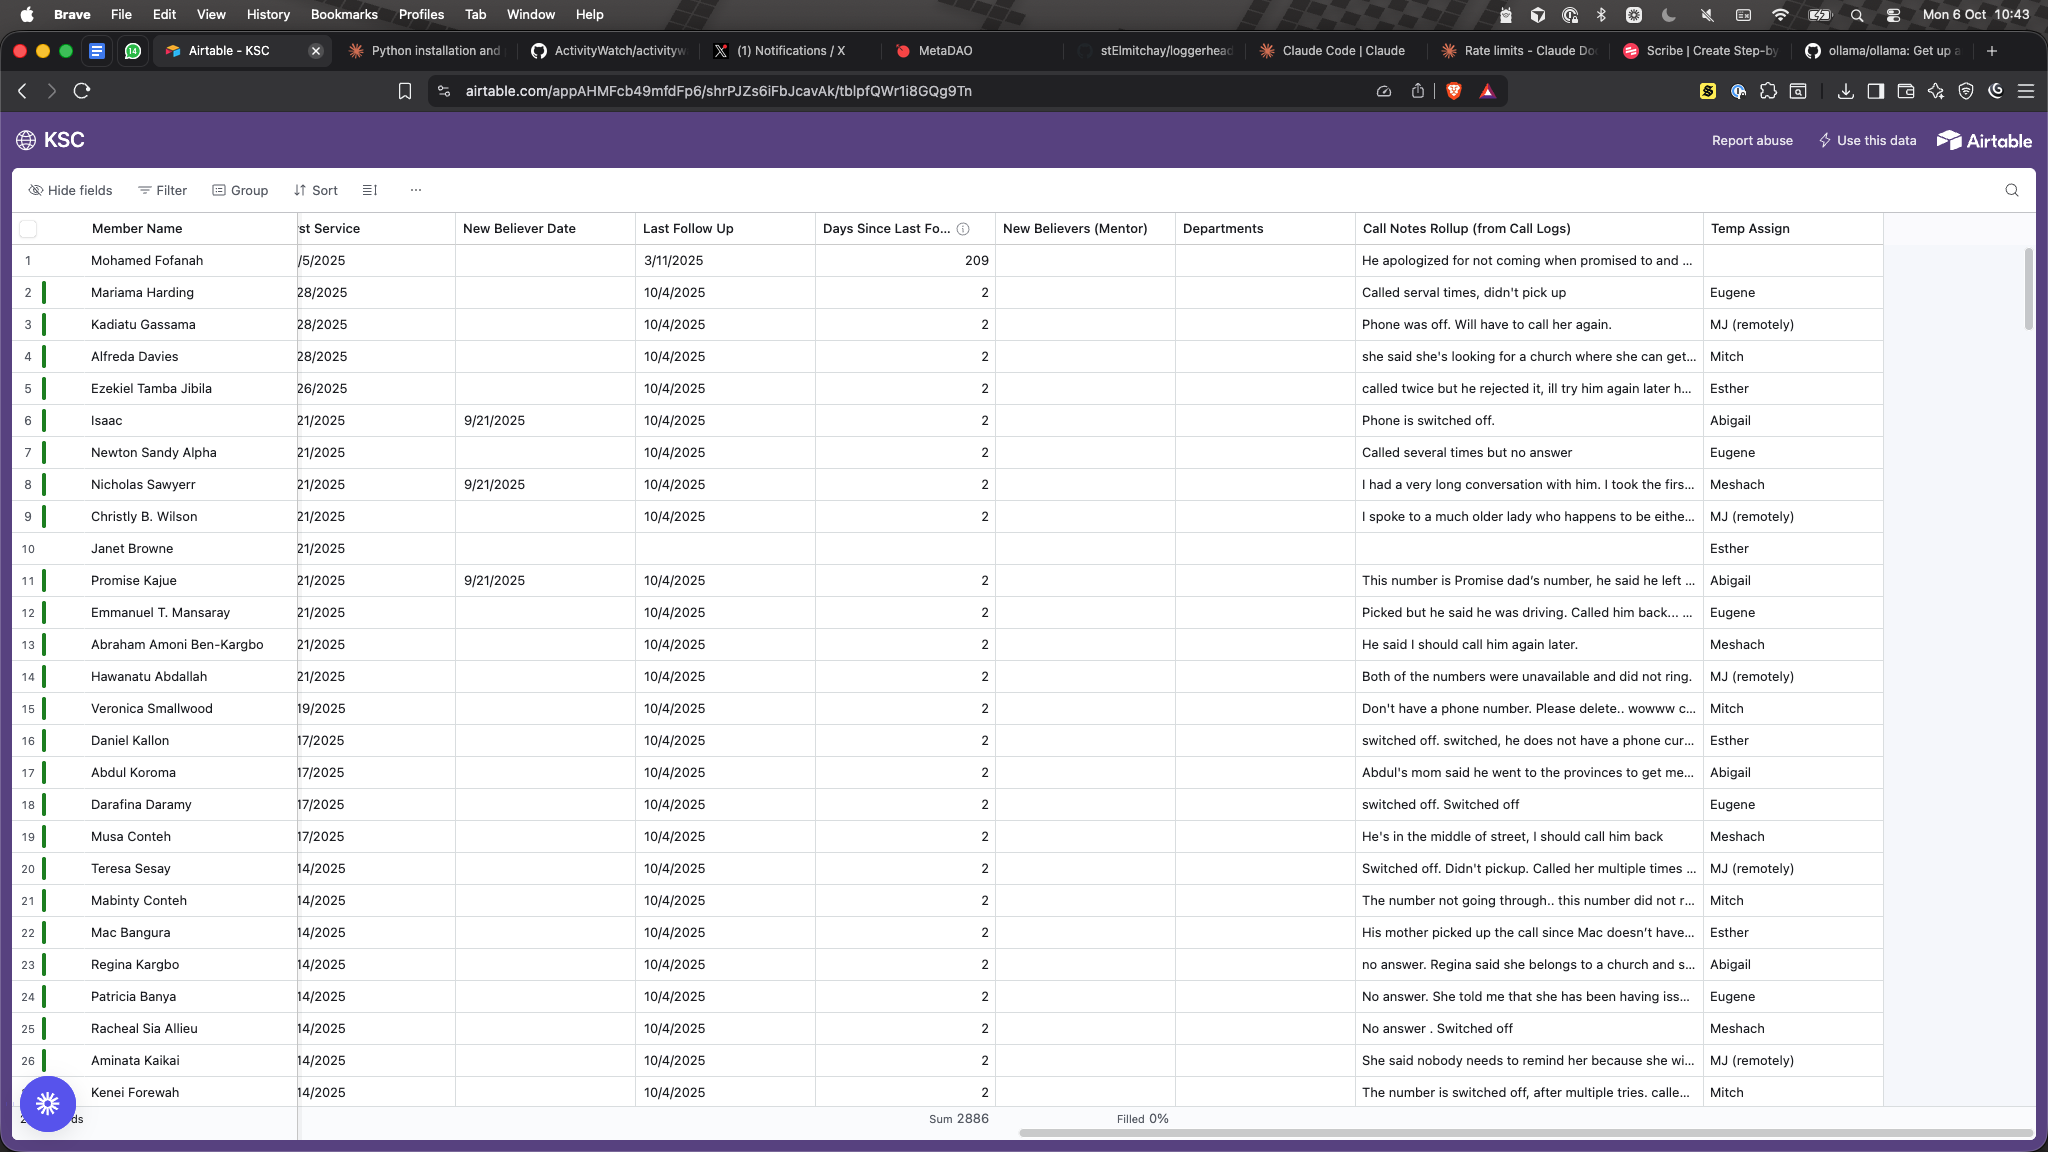 Brave File Edit View History Bookmarks Profiles Tab Window Help Mon 6 Oct 10:43
14 Airtable - KSC Python installation and ActivityWatch/activityw (1) Notifications / X MetaDAO stElmitchay/loggerhead Claude Code | Claude Rate limits - Claude Do Scribe | Create Step-by ollama/ollama: Get up a
airtable.com/appAHMFcb49mfdFp6/shrPJZs6iFbJcavAk/tblpfQWr1i8GQg9Tn
KSC Report abuse Use this data Airtable
Hide fields Filter Group Sort ...
Member Name rst Service New Believer Date Last Follow Up Days Since Last Fo... New Believers (Mentor) Departments Call Notes Rollup (from Call Logs) Temp Assign
1 Mohamed Fofanah /5/2025 3/11/2025 209 He apologized for not coming when promised to and ...
2 Mariama Harding 28/2025 10/4/2025 2 Called serval times, didn't pick up Eugene
3 Kadiatu Gassama 28/2025 10/4/2025 2 Phone was off. Will have to call her again. MJ (remotely)
4 Alfreda Davies 28/2025 10/4/2025 2 she said she's looking for a church where she can get... Mitch
5 Ezekiel Tamba Jibila 26/2025 10/4/2025 2 called twice but he rejected it, ill try him again later h... Esther
6 Isaac 21/2025 9/21/2025 10/4/2025 2 Phone is switched off. Abigail
7 Newton Sandy Alpha 21/2025 10/4/2025 2 Called several times but no answer Eugene
8 Nicholas Sawyerr 21/2025 9/21/2025 10/4/2025 2 I had a very long conversation with him. I took the firs... Meshach
9 Christly B. Wilson 21/2025 10/4/2025 2 I spoke to a much older lady who happens to be eithe... MJ (remotely)
10 Janet Browne 21/2025 Esther
11 Promise Kajue 21/2025 9/21/2025 10/4/2025 2 This number is Promise dad’s number, he said he left ... Abigail
12 Emmanuel T. Mansaray 21/2025 10/4/2025 2 Picked but he said he was driving. Called him back... ... Eugene
13 Abraham Amoni Ben-Kargbo 21/2025 10/4/2025 2 He said I should call him again later. Meshach
14 Hawanatu Abdallah 21/2025 10/4/2025 2 Both of the numbers were unavailable and did not ring. MJ (remotely)
15 Veronica Smallwood 19/2025 10/4/2025 2 Don't have a phone number. Please delete.. wowww c... Mitch
16 Daniel Kallon 17/2025 10/4/2025 2 switched off. switched, he does not have a phone cur... Esther
17 Abdul Koroma 17/2025 10/4/2025 2 Abdul's mom said he went to the provinces to get me... Abigail
18 Darafina Daramy 17/2025 10/4/2025 2 switched off. Switched off Eugene
19 Musa Conteh 17/2025 10/4/2025 2 He's in the middle of street, I should call him back Meshach
20 Teresa Sesay 14/2025 10/4/2025 2 Switched off. Didn't pickup. Called her multiple times ... MJ (remotely)
21 Mabinty Conteh 14/2025 10/4/2025 2 The number not going through.. this number did not r... Mitch
22 Mac Bangura 14/2025 10/4/2025 2 His mother picked up the call since Mac doesn’t have... Esther
23 Regina Kargbo 14/2025 10/4/2025 2 no answer. Regina said she belongs to a church and s... Abigail
24 Patricia Banya 14/2025 10/4/2025 2 No answer. She told me that she has been having iss... Eugene
25 Racheal Sia Allieu 14/2025 10/4/2025 2 No answer . Switched off Meshach
26 Aminata Kaikai 14/2025 10/4/2025 2 She said nobody needs to remind her because she wi... MJ (remotely)
Kenei Forewah 14/2025 10/4/2025 2 The number is switched off, after multiple tries. calle... Mitch
Sum 2886 Filled 0%